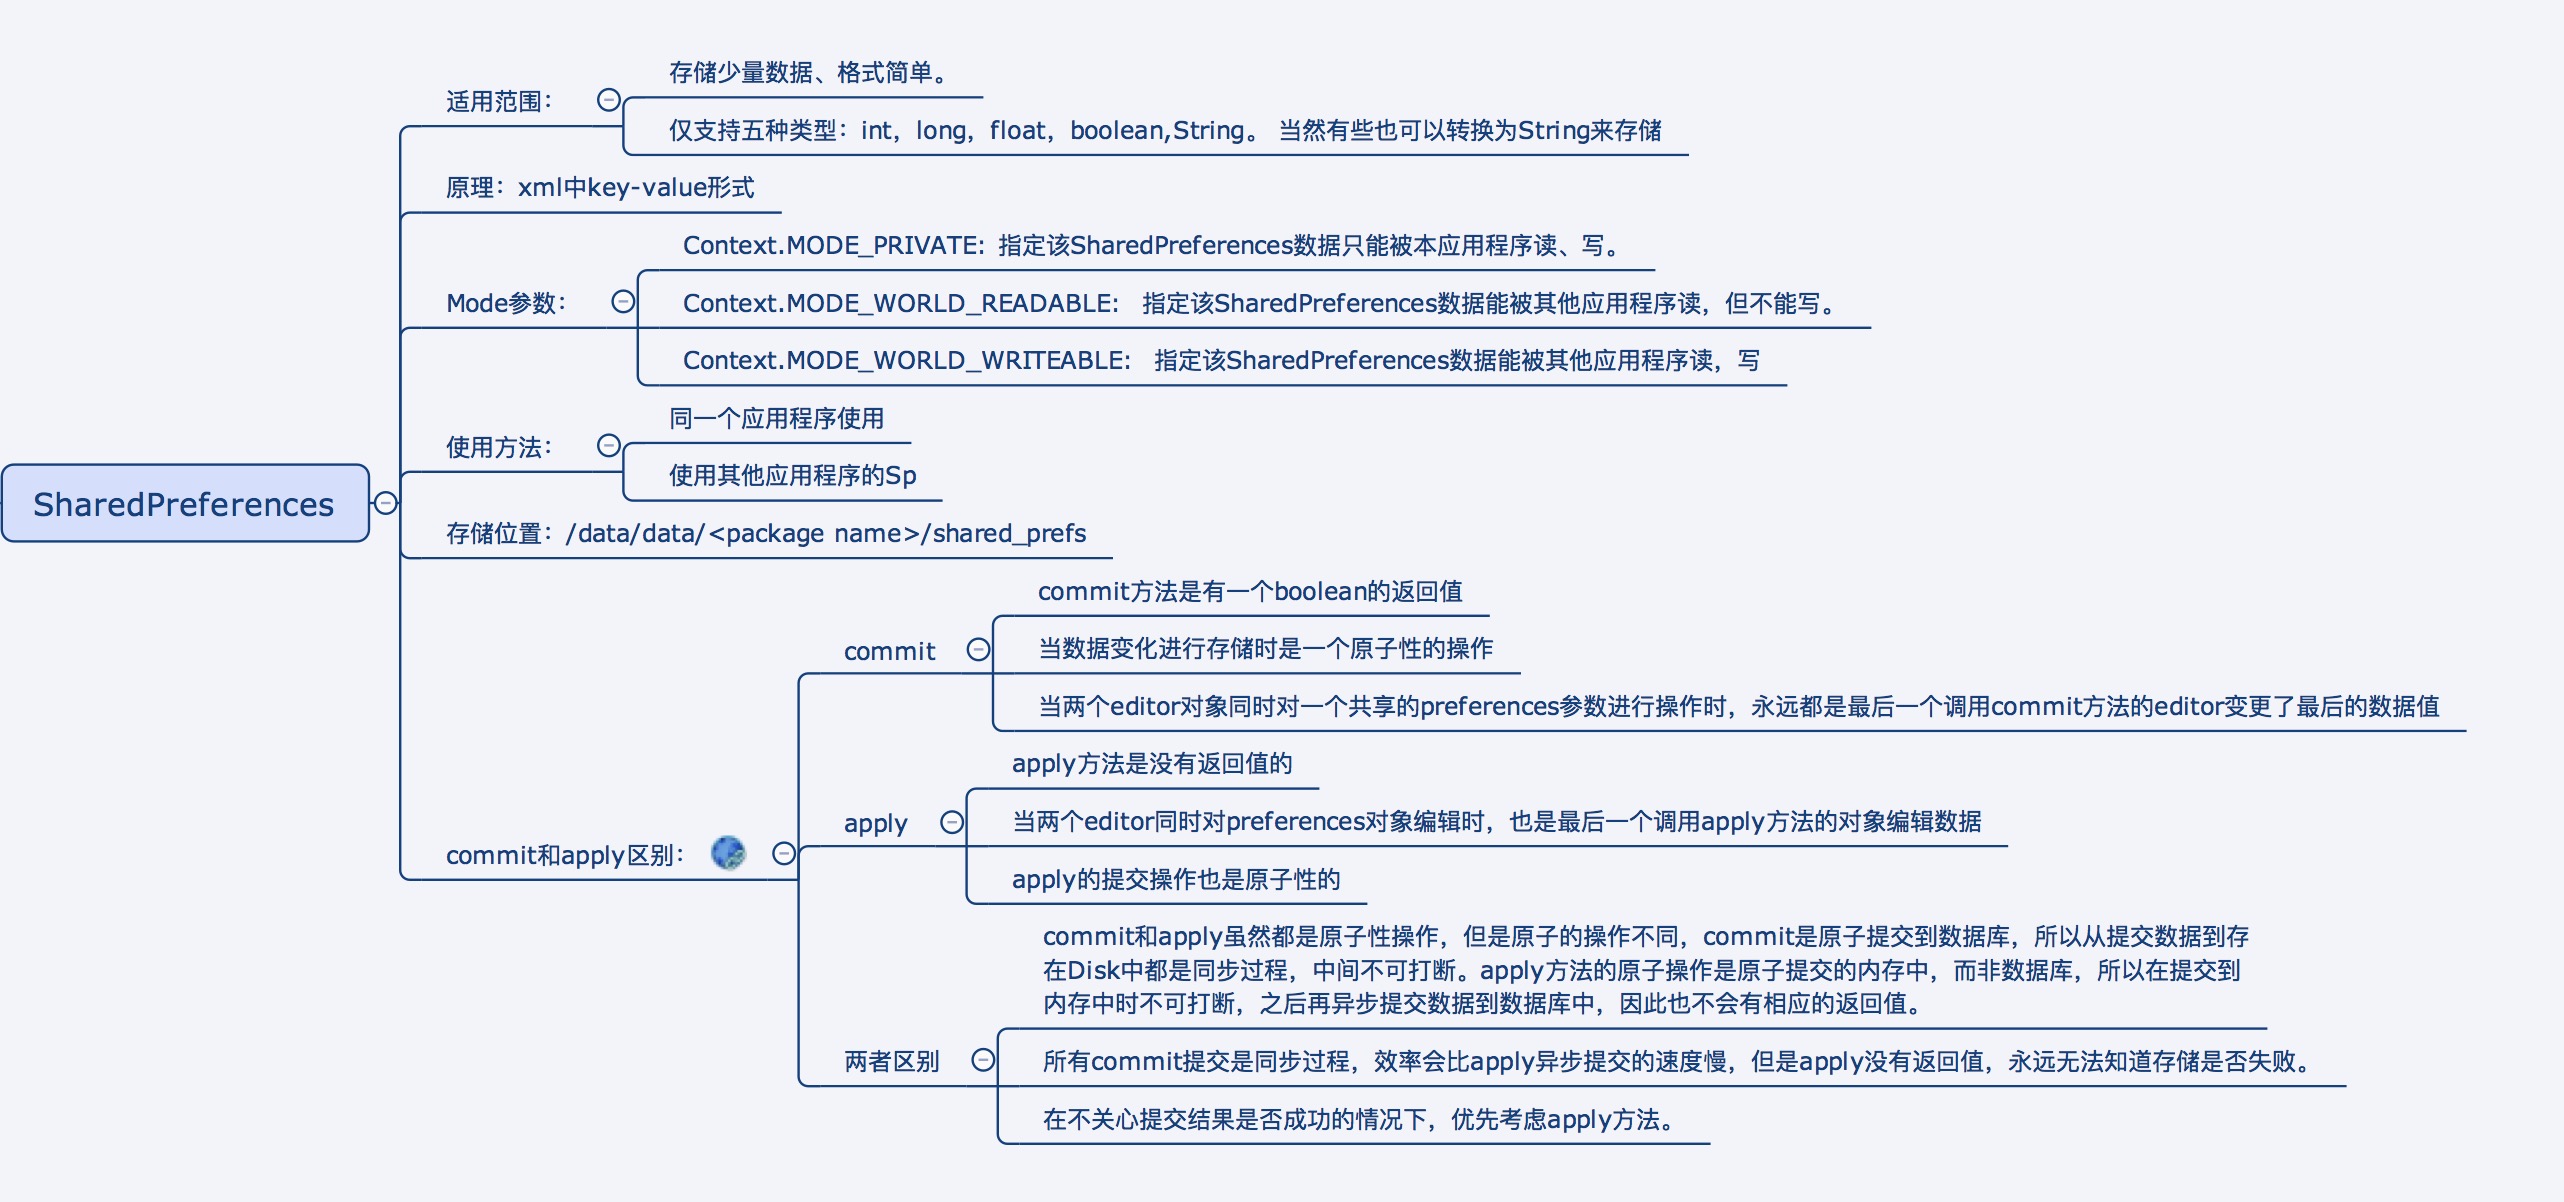 存储少量数据、格式简单。
适用范围：
仅支持五种类型：int，long，float，boolean,String。 当然有些也可以转换为String来存储
原理：xml中key-value形式
Context.MODE_PRIVATE: 指定该SharedPreferences数据只能被本应用程序读、写。
Mode参数：
Context.MODE_WORLD_READABLE:  指定该SharedPreferences数据能被其他应用程序读，但不能写。
Context.MODE_WORLD_WRITEABLE:  指定该SharedPreferences数据能被其他应用程序读，写
同一个应用程序使用
使用方法：
使用其他应用程序的Sp
SharedPreferences
存储位置：/data/data/<package name>/shared_prefs
commit方法是有一个boolean的返回值
commit
当数据变化进行存储时是一个原子性的操作
当两个editor对象同时对一个共享的preferences参数进行操作时，永远都是最后一个调用commit方法的editor变更了最后的数据值
apply方法是没有返回值的
apply
当两个editor同时对preferences对象编辑时，也是最后一个调用apply方法的对象编辑数据
commit和apply区别：
apply的提交操作也是原子性的
commit和apply虽然都是原子性操作，但是原子的操作不同，commit是原子提交到数据库，所以从提交数据到存
在Disk中都是同步过程，中间不可打断。apply方法的原子操作是原子提交的内存中，而非数据库，所以在提交到
内存中时不可打断，之后再异步提交数据到数据库中，因此也不会有相应的返回值。
两者区别
所有commit提交是同步过程，效率会比apply异步提交的速度慢，但是apply没有返回值，永远无法知道存储是否失败。
在不关心提交结果是否成功的情况下，优先考虑apply方法。